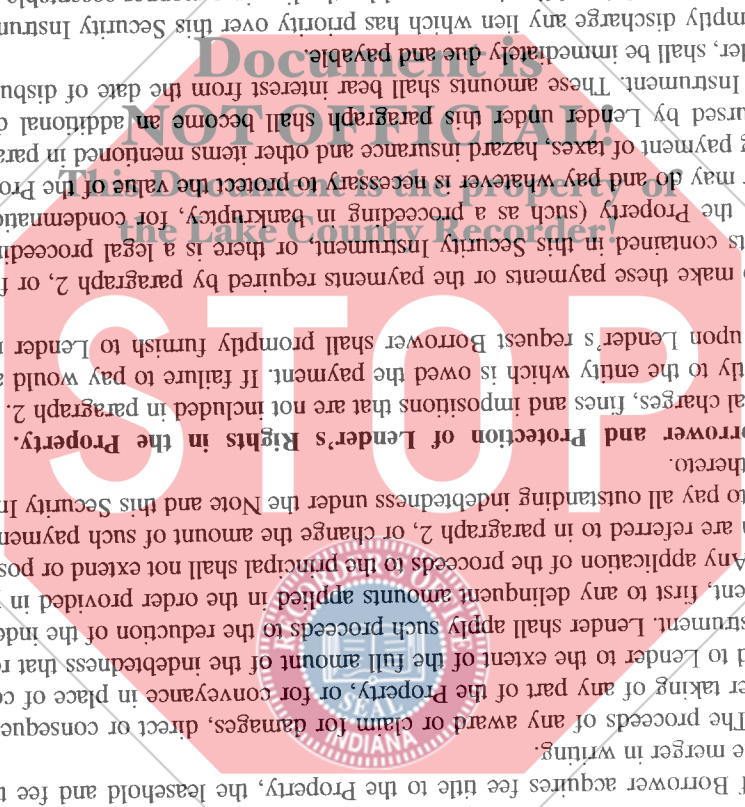 Document is
NOT OFFICIAL!
This Document is the property of
the Lake County Recorder!
STOP
RECORDER'S OFFICE
SEAL
INDIANA
f Borrower acquires fee title to the Property, the leasehold and fee t
e merger in writing.
The proceeds of any award or claim for damages, direct or conseque
er taking of any part of the Property, or for conveyance in place of c
d to Lender to the extent of the full amount of the indebtedness that r
strument. Lender shall apply such proceeds to the reduction of the inde
ent, first to any delinquent amounts applied in the order provided in
Any application of the proceeds to the principal shall not extend or pos
h are referred to in paragraph 2, or change the amount of such paymen
to pay all outstanding indebtedness under the Note and this Security In
thereto.
orrower and Protection of Lender's Rights in the Property.
al charges, fines and impositions that are not included in paragraph 2.
tly to the entity which is owed the payment. If failure to pay would a
upon Lender's request Borrower shall promptly furnish to Lender r
o make these payments or the payments required by paragraph 2, or f
ts contained in this Security Instrument, or there is a legal proceedin
the Property (such as a proceeding in bankruptcy, for condemnatio
r may do and pay whatever is necessary to protect the value of the Pro
g payment of taxes, hazard insurance and other items mentioned in para
ursed by Lender under this paragraph shall become an additional d
Instrument. These amounts shall bear interest from the date of disbu
der, shall be immediately due and payable.
mptly discharge any lien which has priority over this Security Instrum